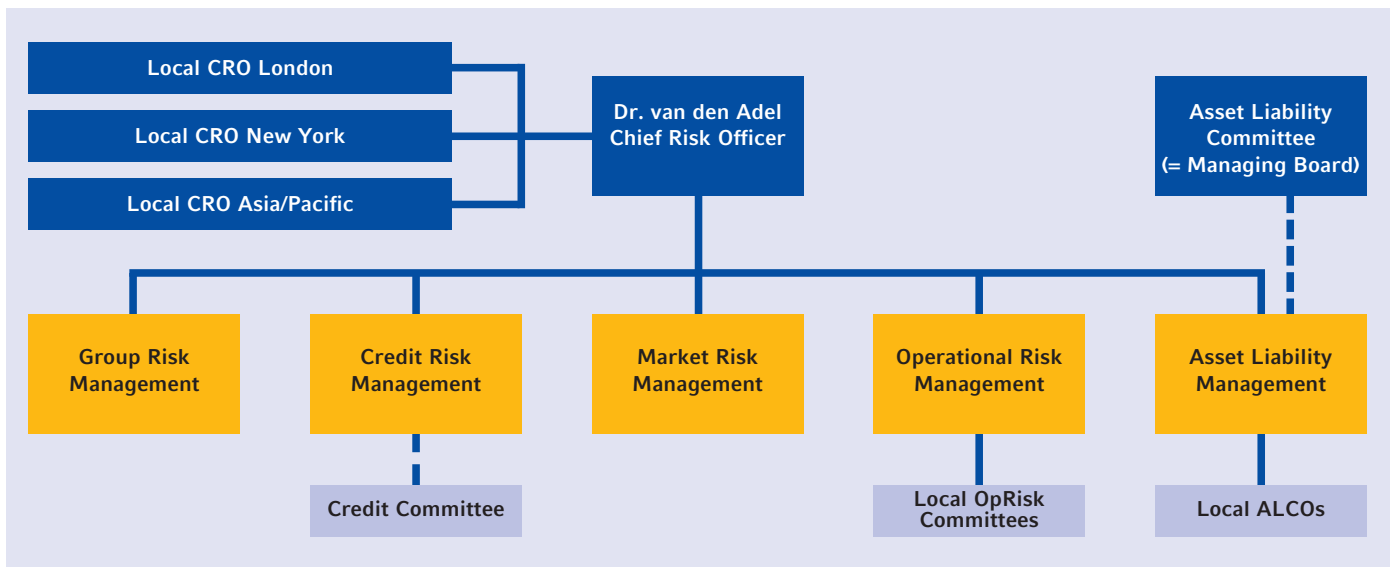 Local CRO London
Local CRO New York
Local CRO Asia/Pacific
Dr. van den Adel
Chief Risk Officer
Asset Liability
Committee
(= Managing Board)
Group Risk
Management
Credit Risk
Management
Market Risk
Management
Operational Risk
Management
Asset Liability
Management
Credit Committee
Local OpRisk
Committees
Local ALCOs